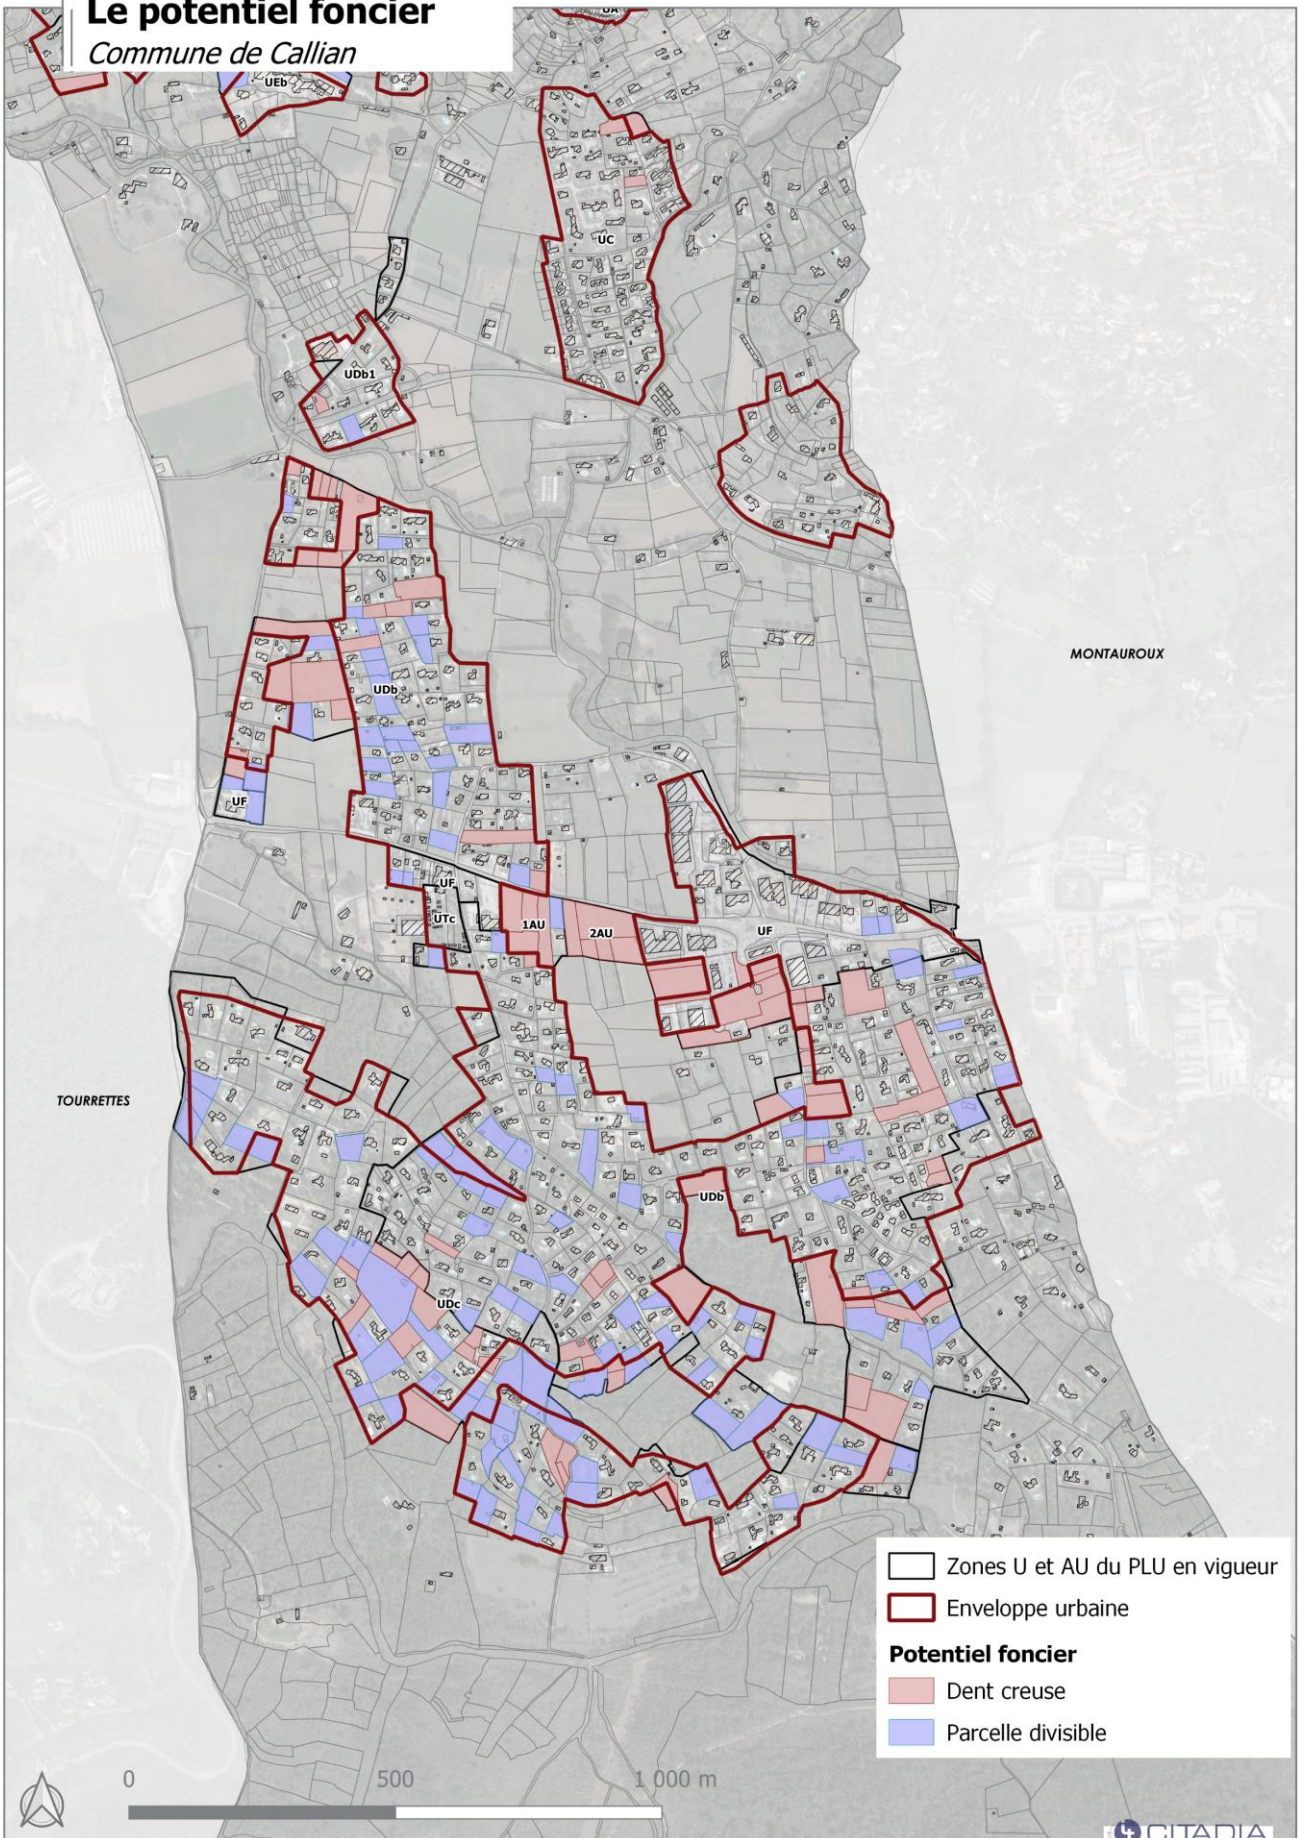 Le potentiel foncier
Commune de Callian
UA
UEb
UC
UDb1
MONTAUROUX
UDb
UF
UF
UTc
1AU
2AU
UF
TOURRETTES
UDb
UDc
Zones U et AU du PLU en vigueur
Enveloppe urbaine
Potentiel foncier
Dent creuse
Parcelle divisible
0 500 1 000 m
CITADIA